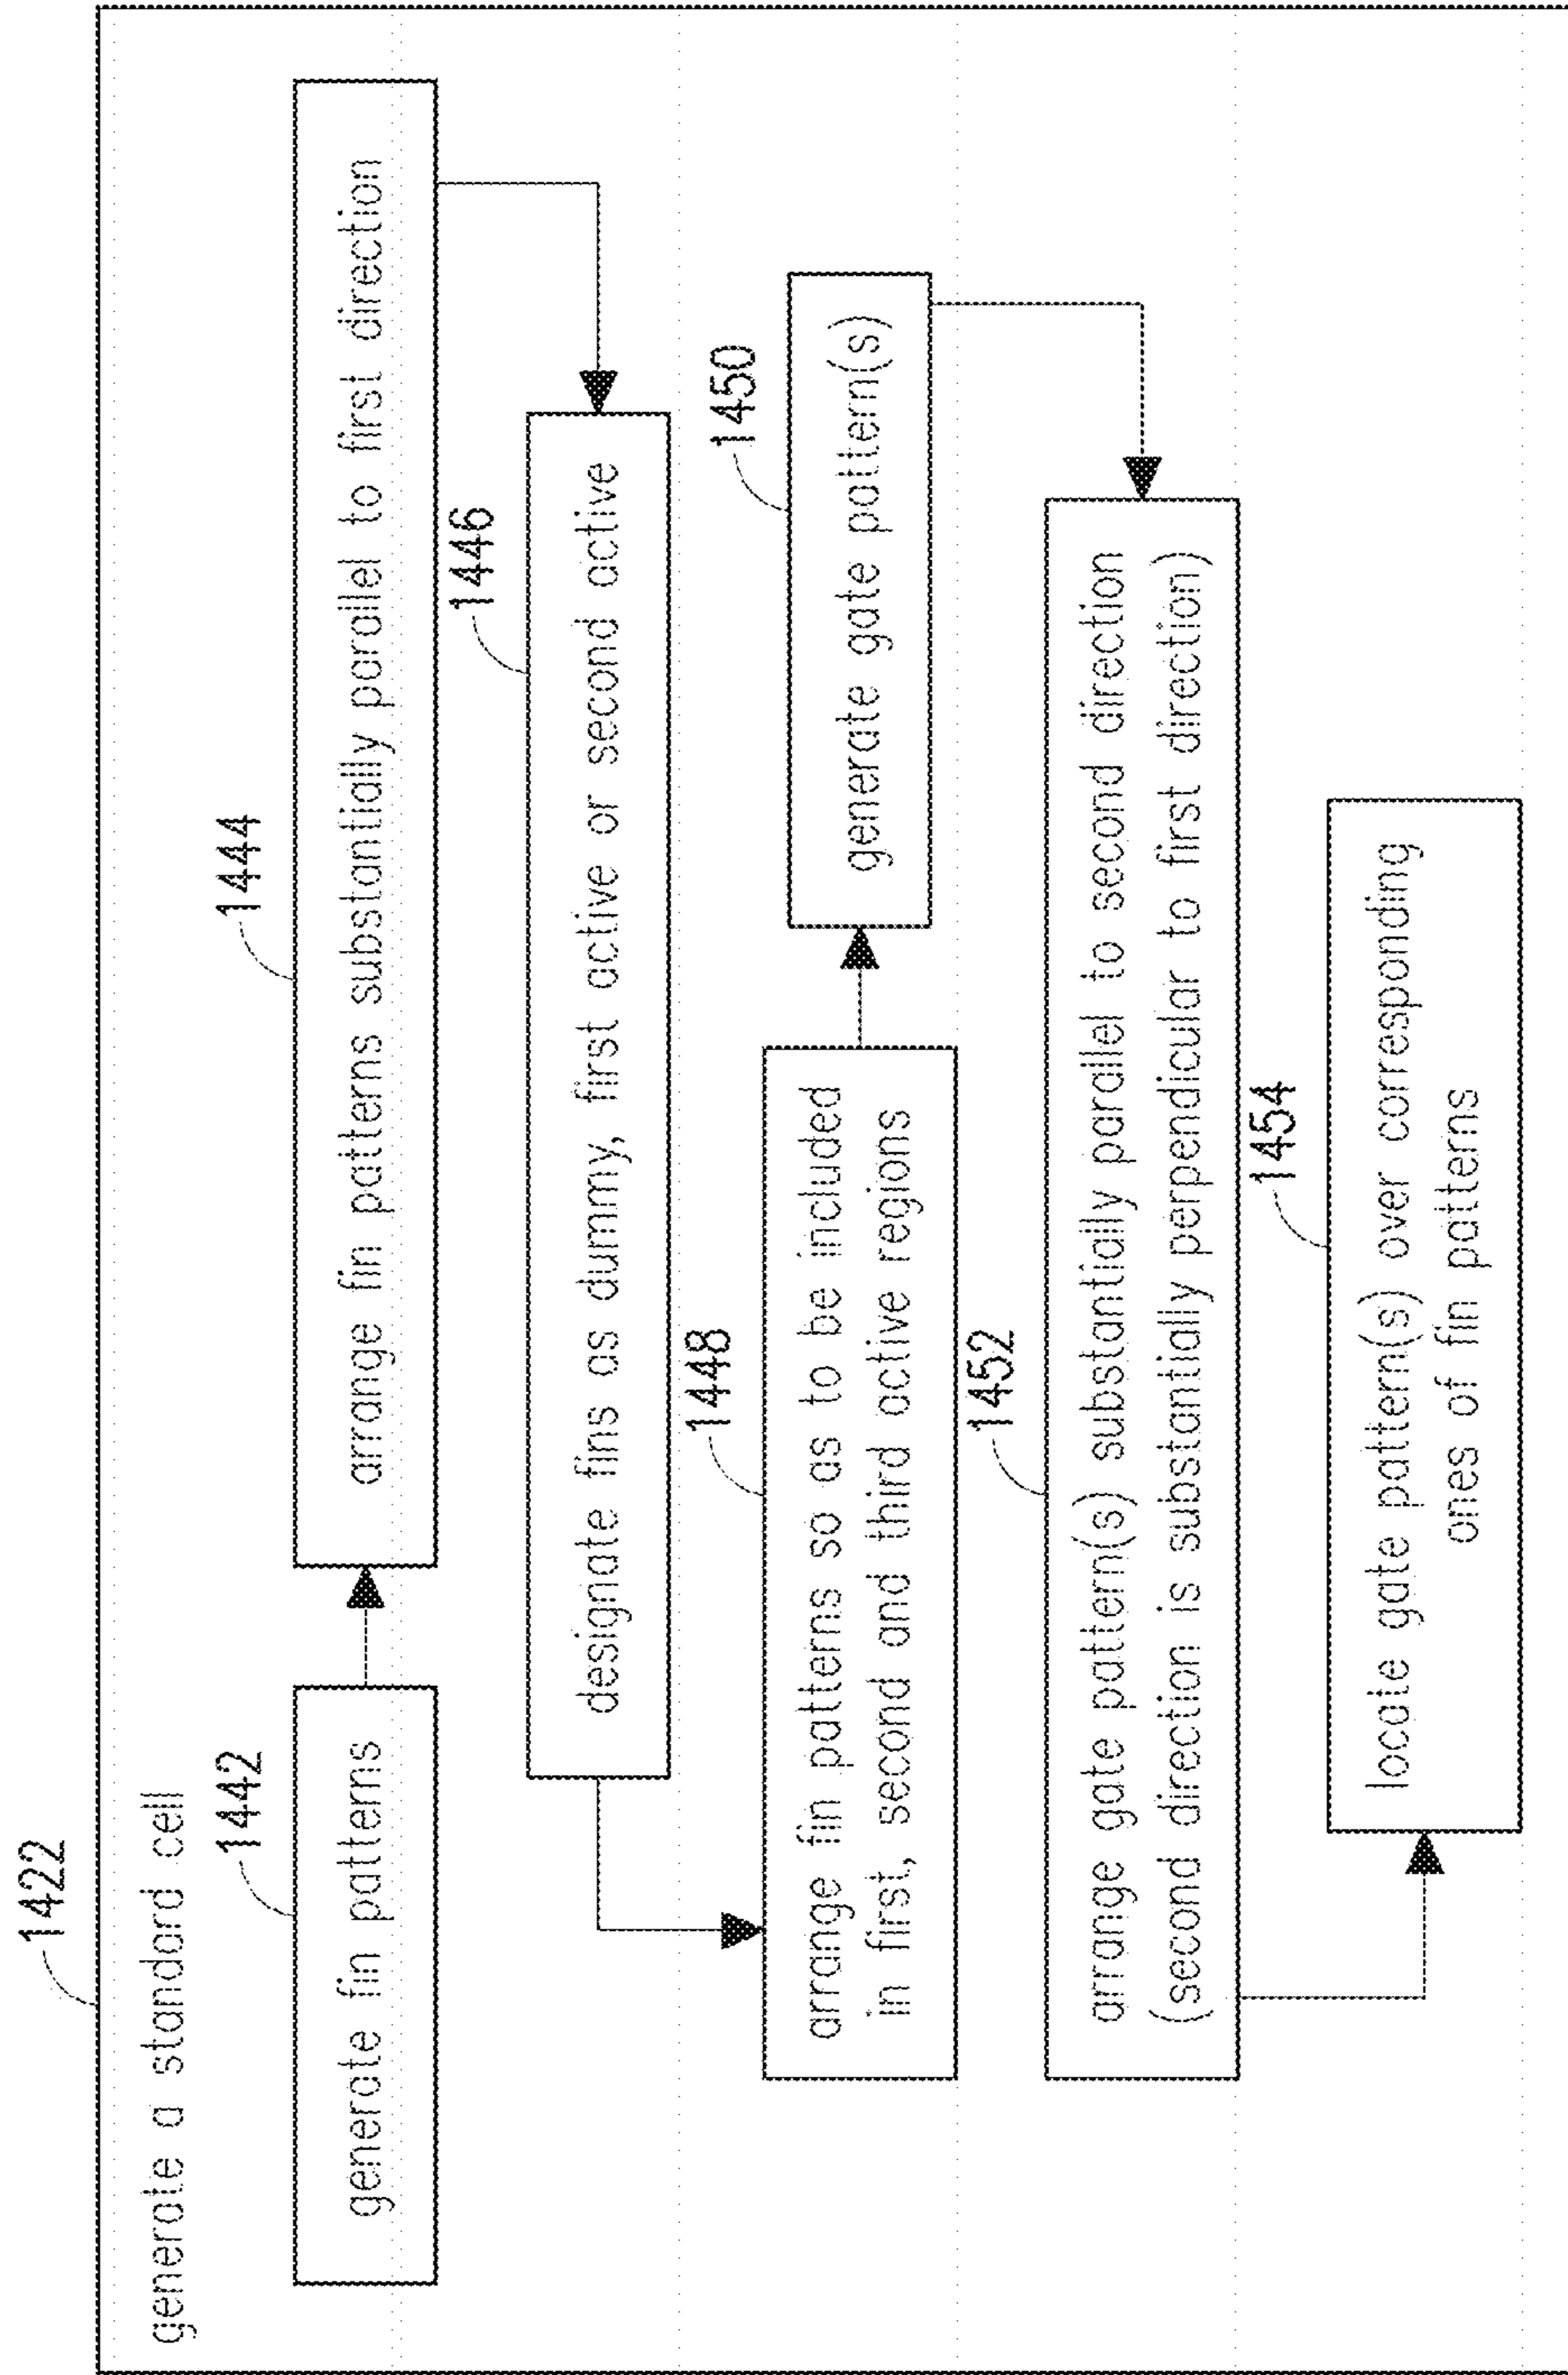 1422
generate a standard cell
1442
generate fin patterns
1444
arrange fin patterns substantially parallel to first direction
1446
designate fins as dummy, first active or second active
1448
arrange fin patterns so as to be included
in first, second and third active regions
1450
generate gate pattern(s)
1452
arrange gate pattern(s) substantially parallel to second direction
(second direction is substantially perpendicular to first direction)
1454
locate gate pattern(s) over corresponding
ones of fin patterns